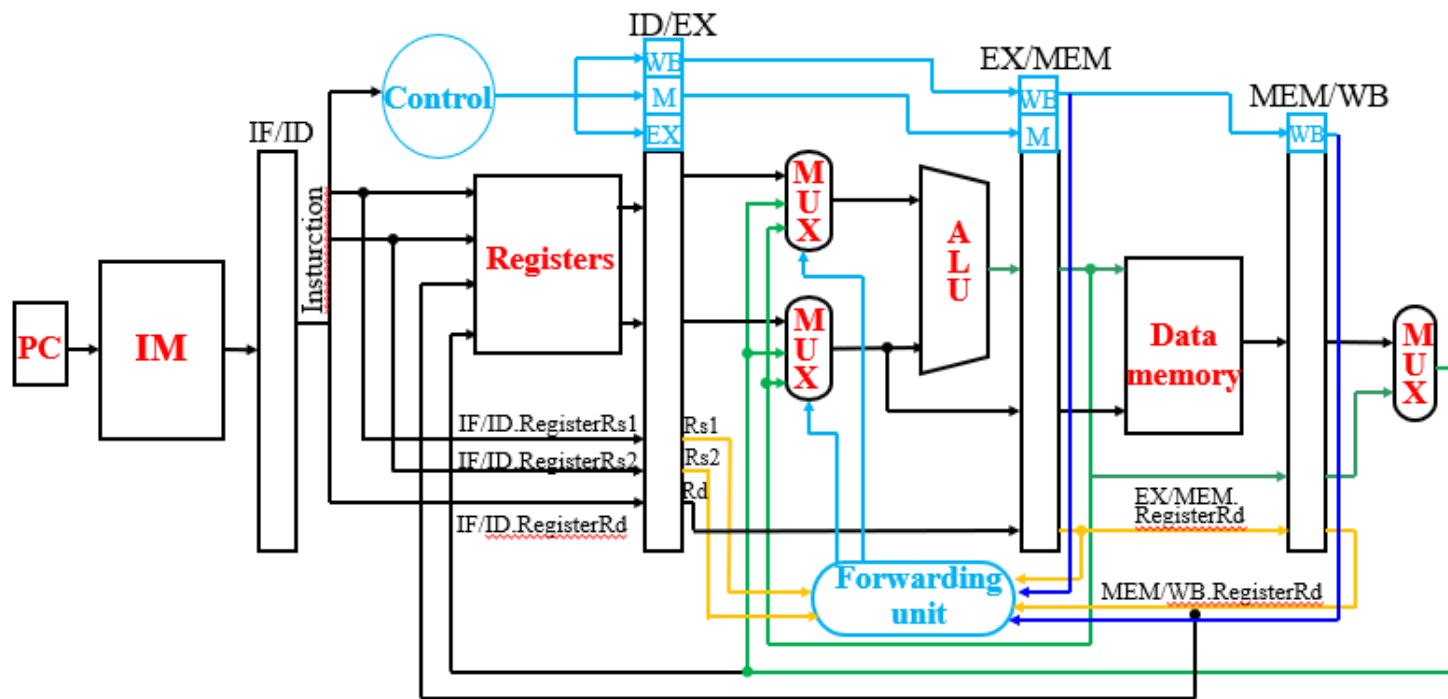 ID/EX
EX/MEM
MEM/WB
IF/ID
WB
M
EX
WB
M
WB
Control
Insturction
Registers
PC
IM
M
U
X
M
U
X
A
L
U
Data
memory
M
U
X
IF/ID.RegisterRs1
IF/ID.RegisterRs2
IF/ID.RegisterRd
Rs1
Rs2
Rd
EX/MEM.
RegisterRd
Forwarding
unit
MEM/WB.RegisterRd